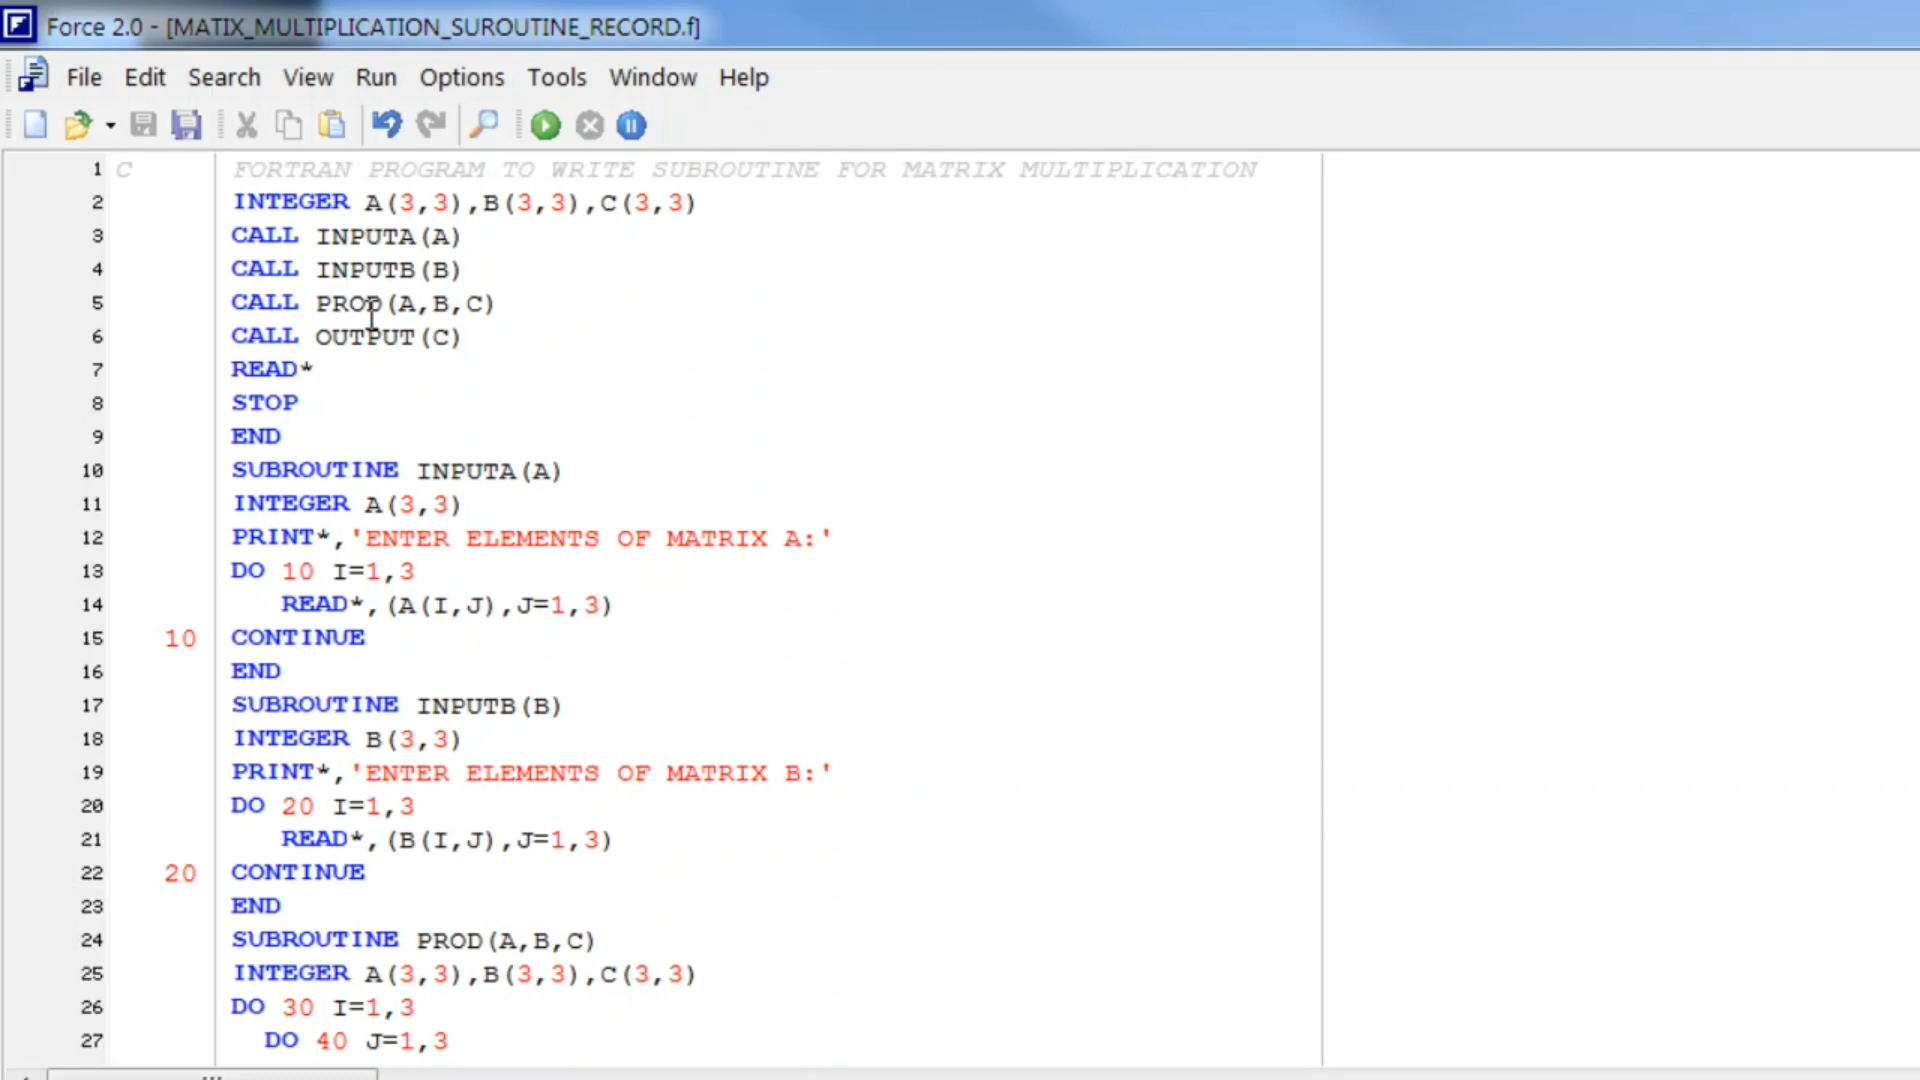 Force 2.0 - [MATIX_MULTIPLICATION_SUROUTINE_RECORD.f]
File Edit Search View Run Options Tools Window Help
1 C FORTRAN PROGRAM TO WRITE SUBROUTINE FOR MATRIX MULTIPLICATION
2 INTEGER A(3,3),B(3,3),C(3,3)
3 CALL INPUTA(A)
4 CALL INPUTB(B)
5 CALL PROD(A,B,C)
6 CALL OUTPUT(C)
7 READ*
8 STOP
9 END
10 SUBROUTINE INPUTA(A)
11 INTEGER A(3,3)
12 PRINT*,'ENTER ELEMENTS OF MATRIX A:'
13 DO 10 I=1,3
14 READ*,(A(I,J),J=1,3)
15 10 CONTINUE
16 END
17 SUBROUTINE INPUTB(B)
18 INTEGER B(3,3)
19 PRINT*,'ENTER ELEMENTS OF MATRIX B:'
20 DO 20 I=1,3
21 READ*,(B(I,J),J=1,3)
22 20 CONTINUE
23 END
24 SUBROUTINE PROD(A,B,C)
25 INTEGER A(3,3),B(3,3),C(3,3)
26 DO 30 I=1,3
27 DO 40 J=1,3